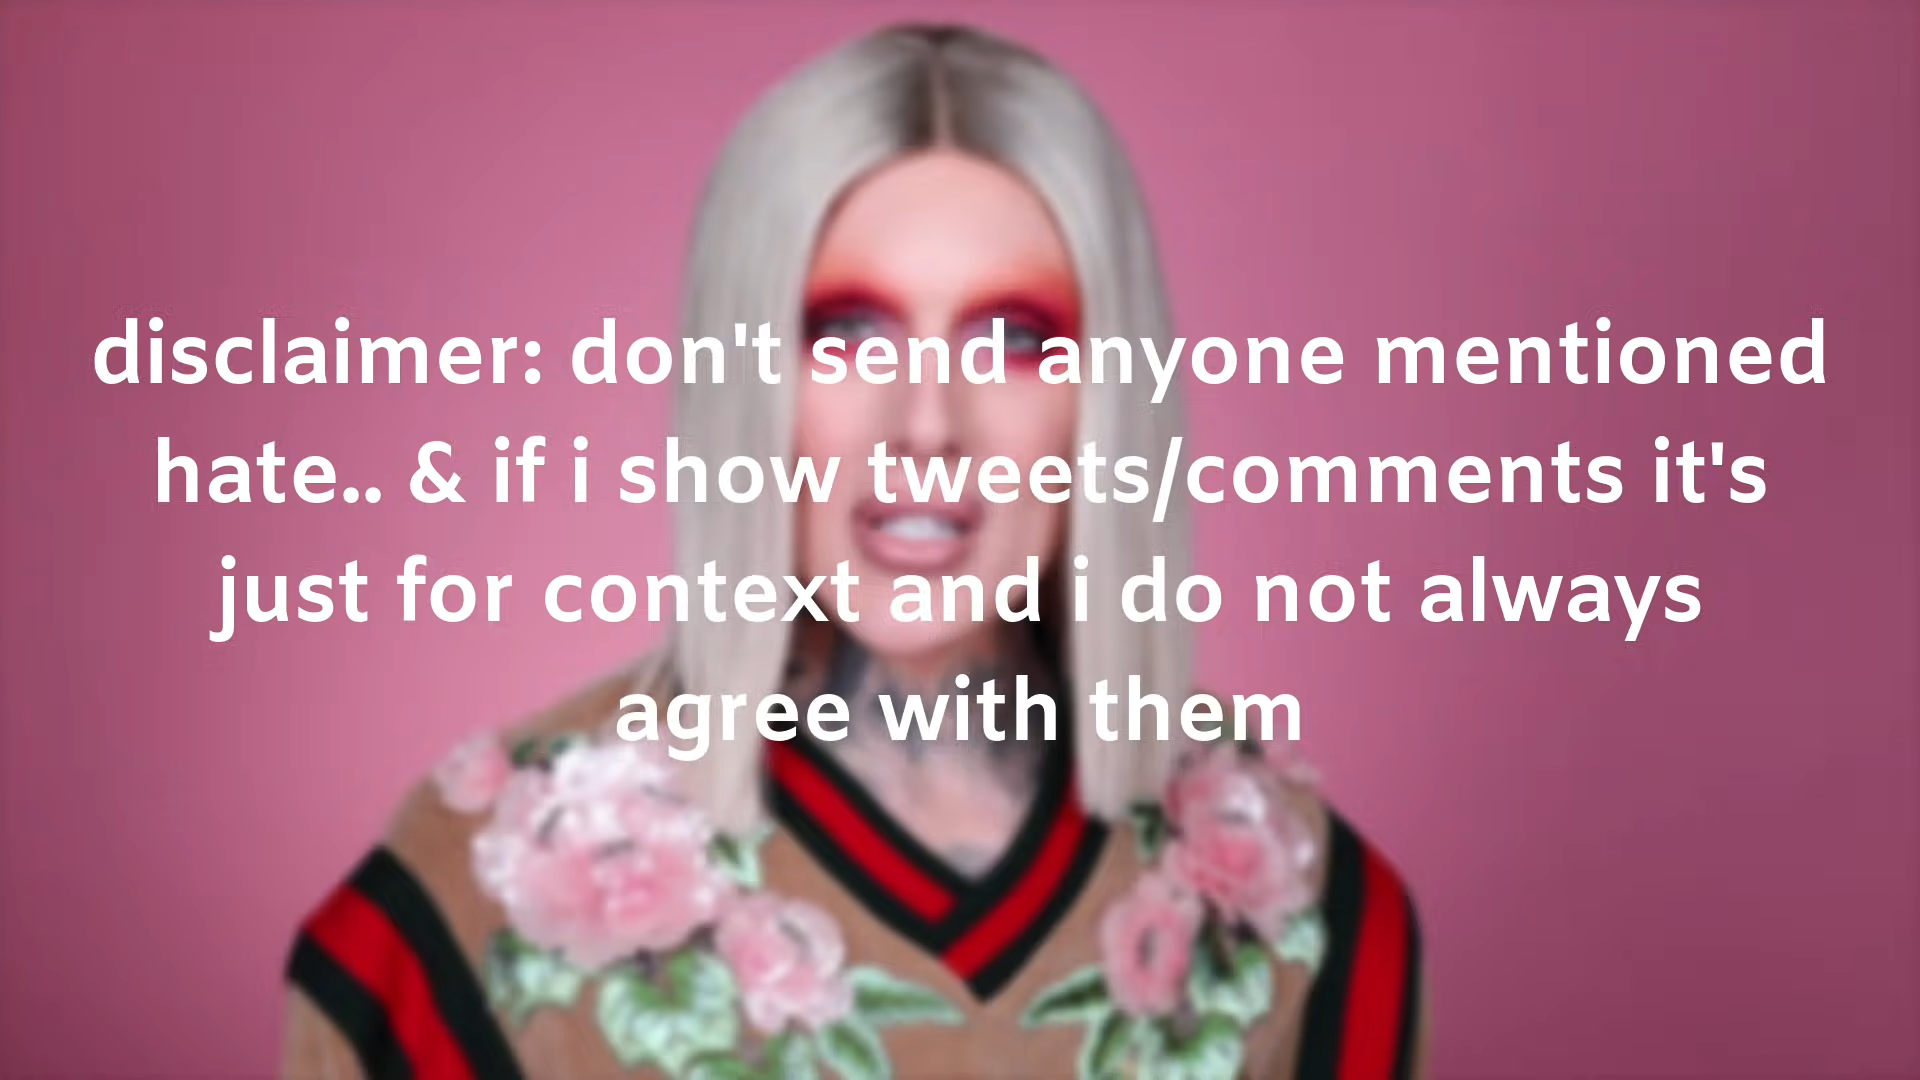 disclaimer: don't send anyone mentioned
hate.. & if i show tweets/comments it's
just for context and i do not always
agree with them